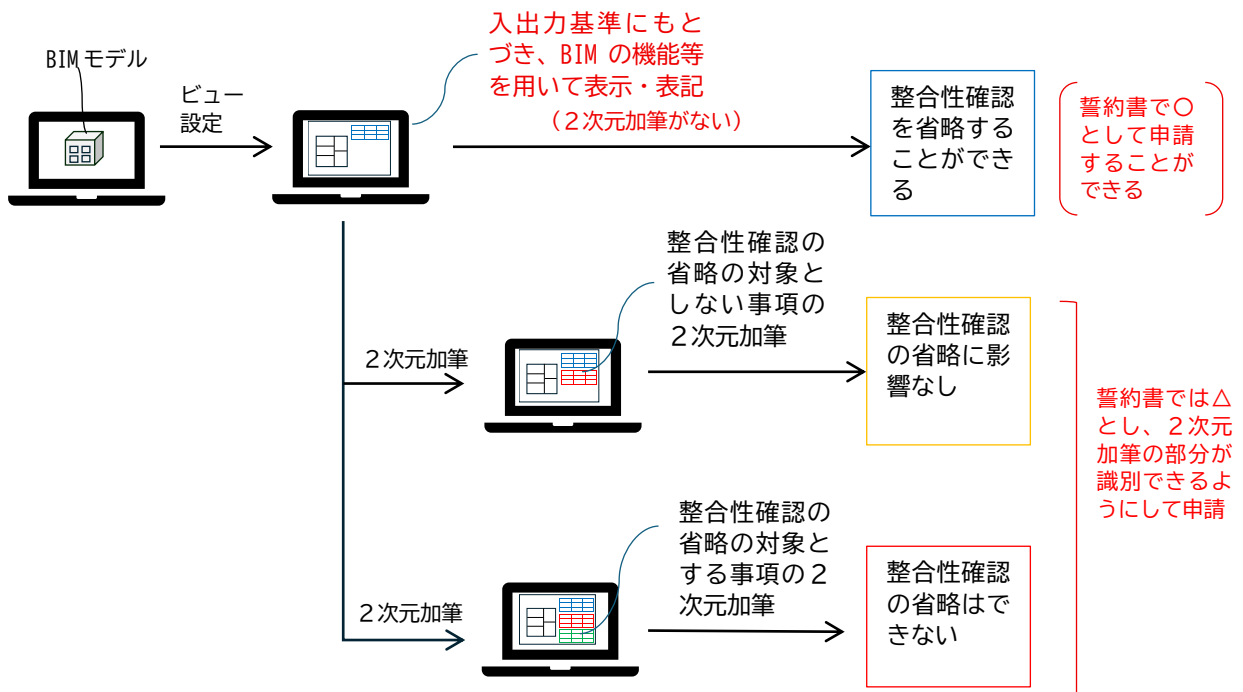 BIMモデル
ビュー
設定
入出力基準にもと
づき、BIM の機能等
を用いて表示・表記
（２次元加筆がない）
整合性確認
を省略する
ことができ
る
誓約書で〇
として申請
することが
できる
整合性確認の
省略の対象と
しない事項の
２次元加筆
２次元加筆
整合性確認
の省略に影
響なし
誓約書では△
とし、２次元
加筆の部分が
識別できるよ
うにして申請
整合性確認の
省略の対象と
する事項の２
次元加筆
２次元加筆
整合性確認
の省略はで
きない